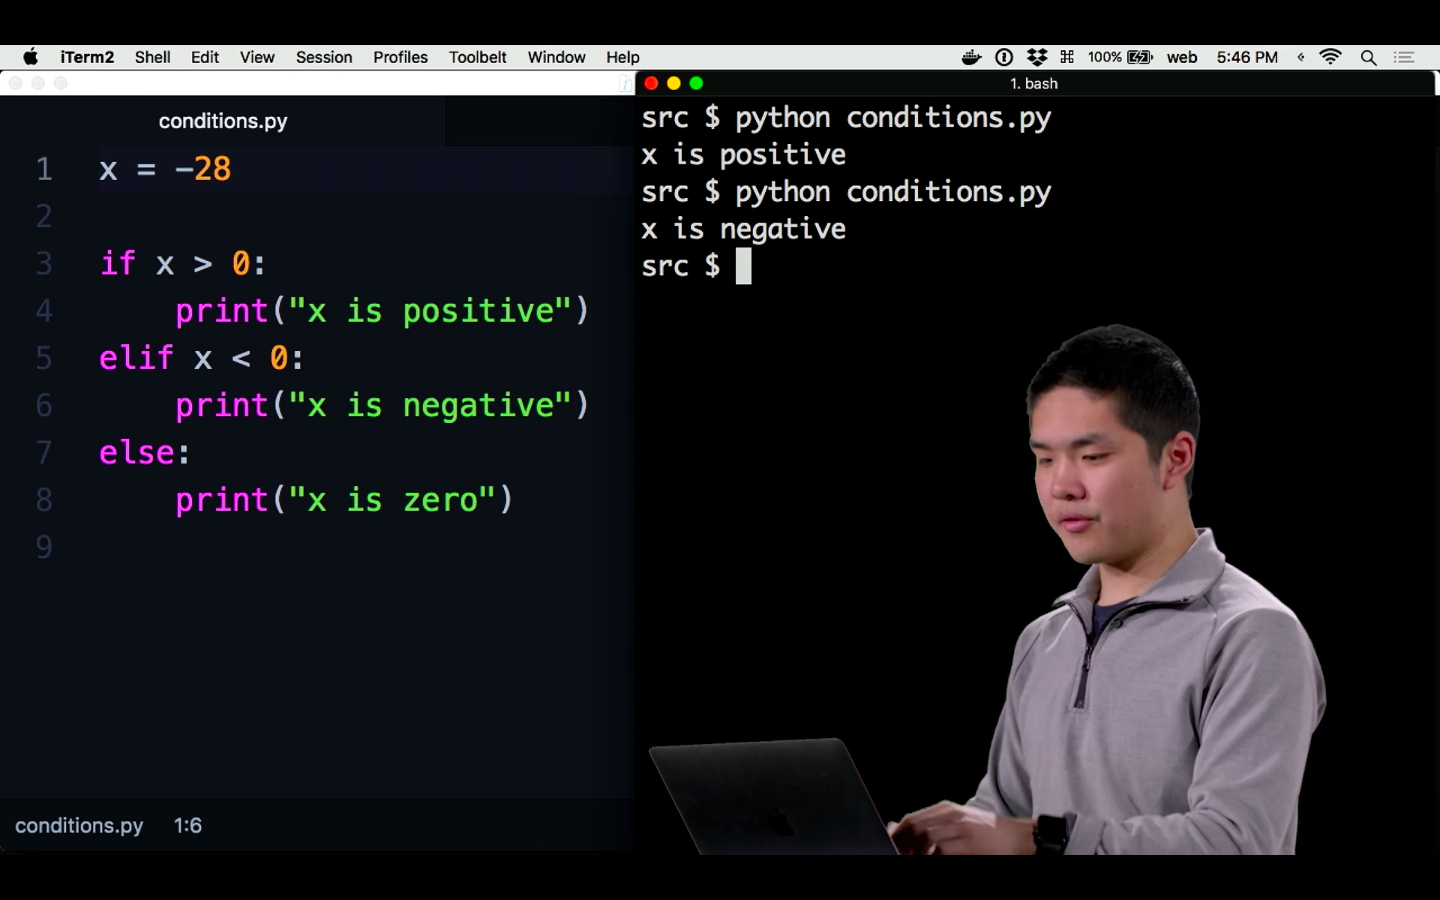 iTerm2 Shell Edit View Session Profiles Toolbelt Window Help 100% web 5:46 PM
1. bash
conditions.py
1 x = -28
2
3 if x > 0:
4     print("x is positive")
5 elif x < 0:
6     print("x is negative")
7 else:
8     print("x is zero")
9
conditions.py 1:6
src $ python conditions.py
x is positive
src $ python conditions.py
x is negative
src $